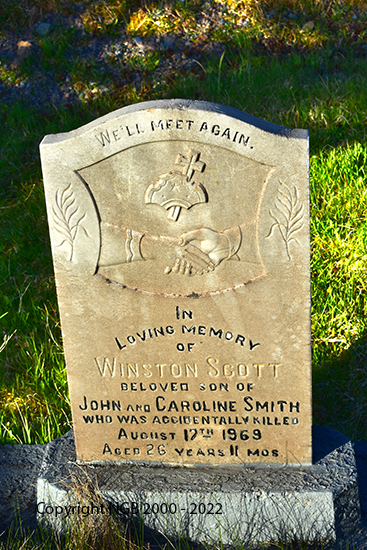 WE'LL MEET AGAIN.
IN
LOVING MEMORY
OF
WINSTON SCOTT
BELOVED SON OF
JOHN AND CAROLINE SMITH
WHO WAS ACCIDENTALLY KILLED
AUGUST 17TH 1969
AGED 26 YEARS 11 MOS.
Copyright NGB 2000 - 2022